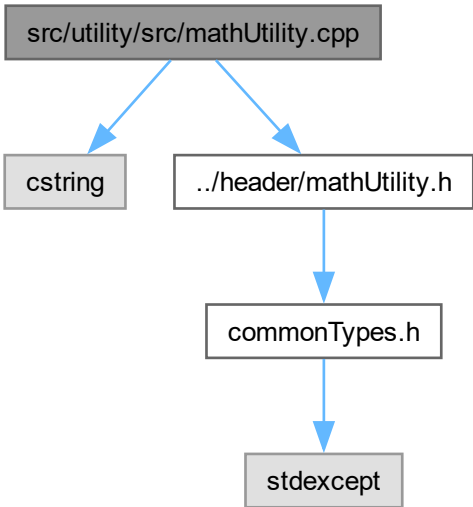 src/utility/src/mathUtility.cpp
cstring
../header/mathUtility.h
commonTypes.h
stdexcept